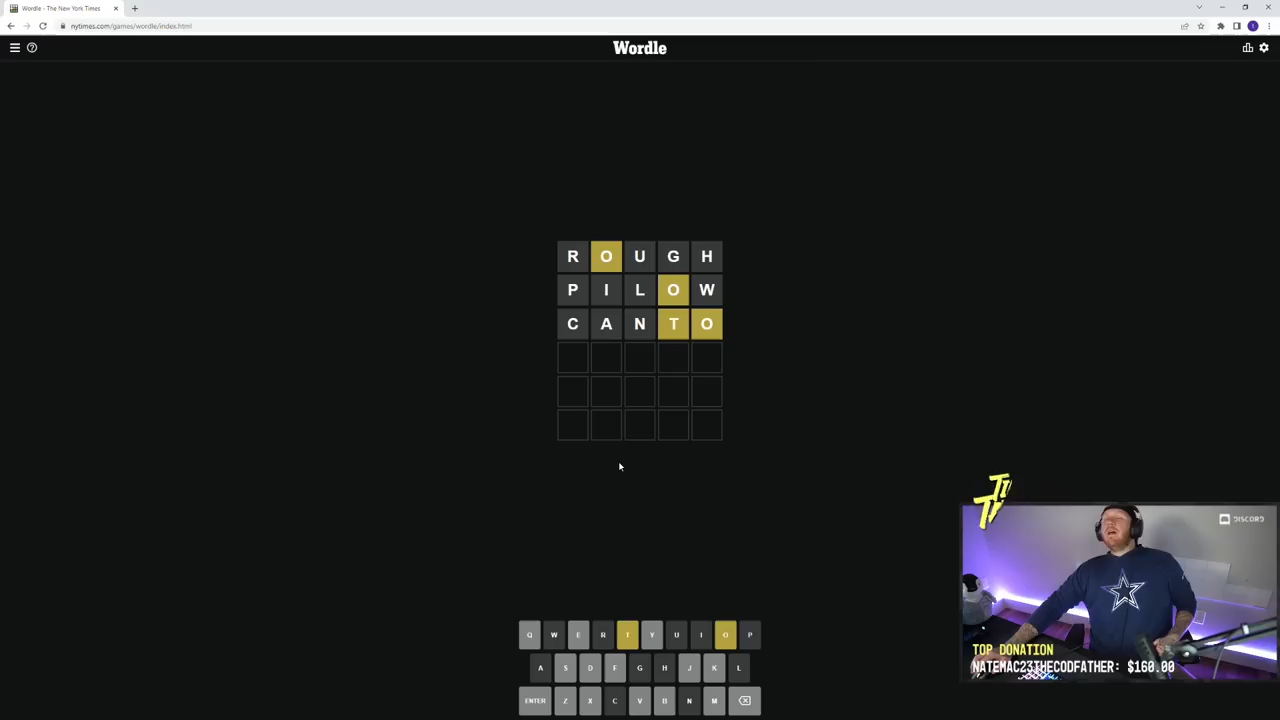 Wordle - The New York Times
nytimes.com/games/wordle/index.html
Wordle
R O U G H
P I L O W
C A N T O
Q W E R T Y U I O P
A S D F G H J K L
ENTER Z X C V B N M
DISCORD
TOP DONATION
NATEMAC23THECODFATHER: $160.00